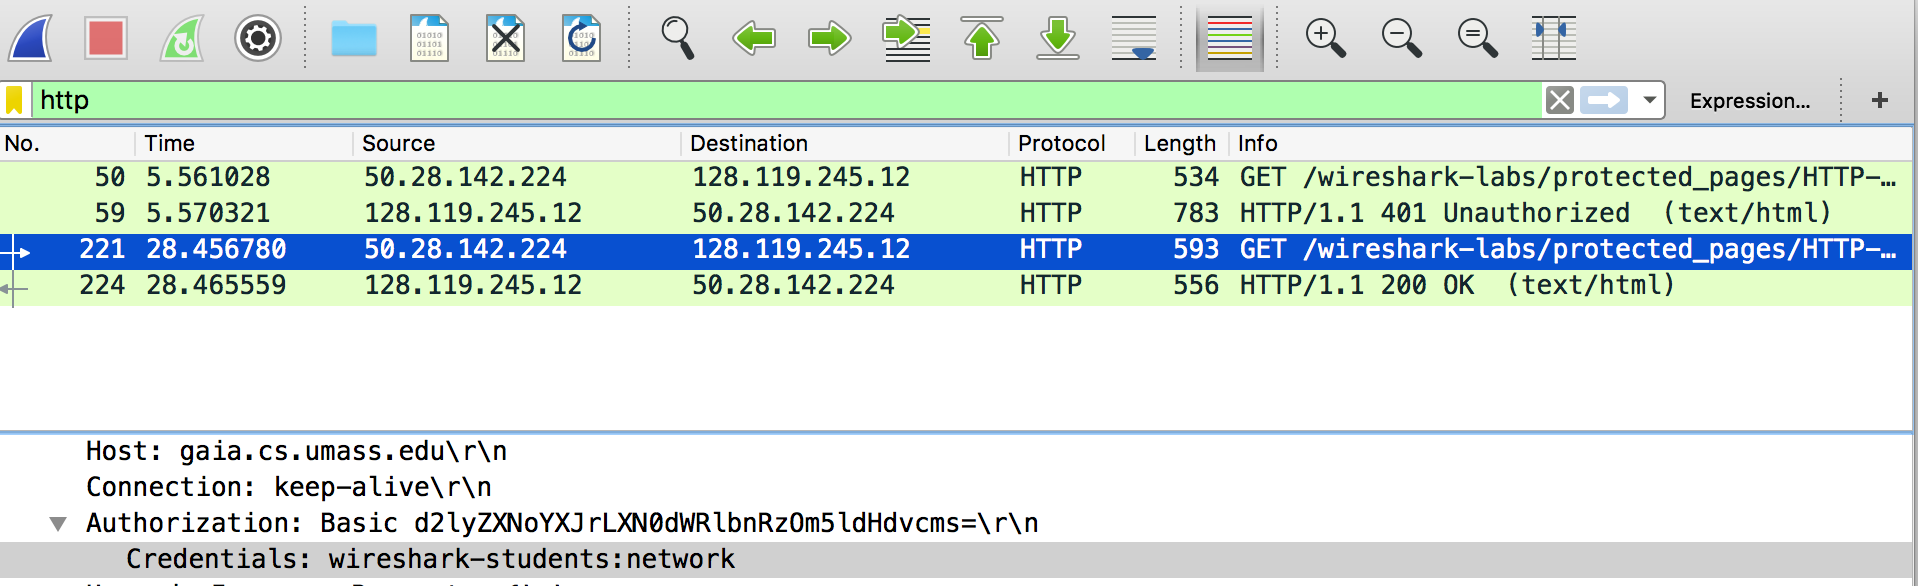 http
Expression...
+
No. Time Source Destination Protocol Length Info
50 5.561028 50.28.142.224 128.119.245.12 HTTP 534 GET /wireshark-labs/protected_pages/HTTP-…
59 5.570321 128.119.245.12 50.28.142.224 HTTP 783 HTTP/1.1 401 Unauthorized (text/html)
221 28.456780 50.28.142.224 128.119.245.12 HTTP 593 GET /wireshark-labs/protected_pages/HTTP-…
224 28.465559 128.119.245.12 50.28.142.224 HTTP 556 HTTP/1.1 200 OK (text/html)
Host: gaia.cs.umass.edu\r\n
Connection: keep-alive\r\n
Authorization: Basic d2lyZXNoYXJrLXN0dWRlbnRzOm5ldHdvcms=\r\n
Credentials: wireshark-students:network